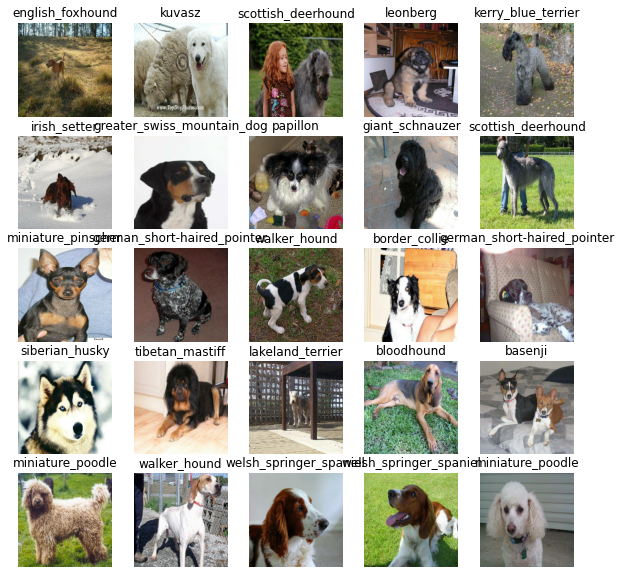 english_foxhound kuvasz scottish_deerhound leonberg kerry_blue_terrier
irish_setter greater_swiss_mountain_dog papillon giant_schnauzer scottish_deerhound
miniature_pinscher german_short-haired_pointer walker_hound border_collie german_short-haired_pointer
siberian_husky tibetan_mastiff lakeland_terrier bloodhound basenji
miniature_poodle walker_hound welsh_springer_spaniel welsh_springer_spaniel miniature_poodle